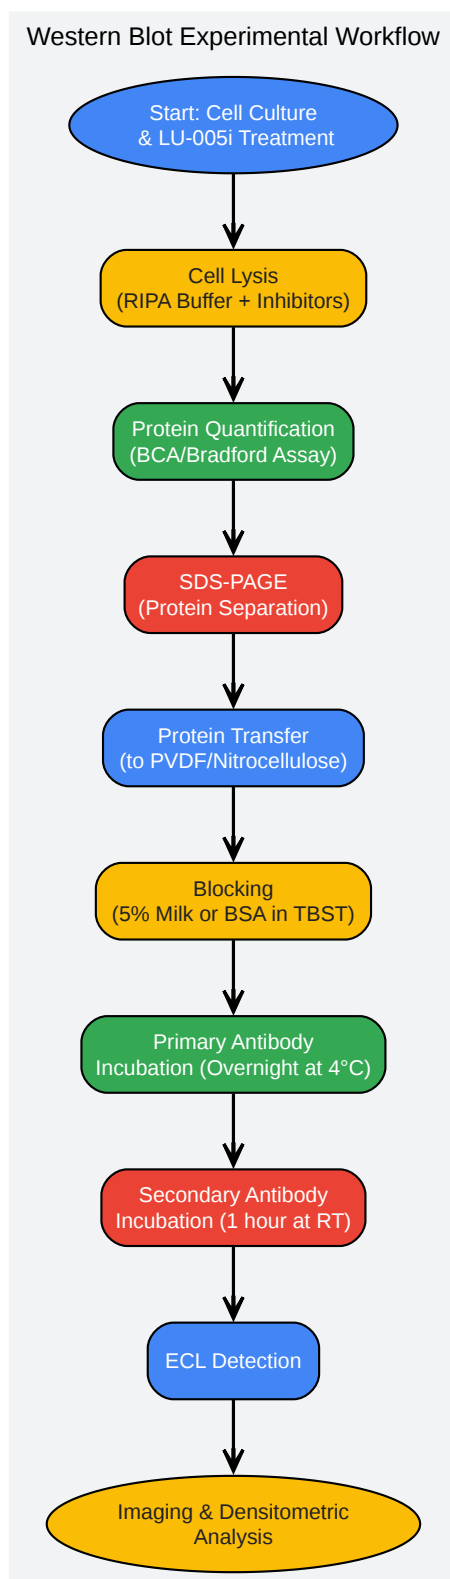 Western Blot Experimental Workflow
Start: Cell Culture
& LU-005i Treatment
Cell Lysis
(RIPA Buffer + Inhibitors)
Protein Quantification
(BCA/Bradford Assay)
SDS-PAGE
(Protein Separation)
Protein Transfer
(to PVDF/Nitrocellulose)
Blocking
(5% Milk or BSA in TBST)
Primary Antibody
Incubation (Overnight at 4°C)
Secondary Antibody
Incubation (1 hour at RT)
ECL Detection
Imaging & Densitometric
Analysis